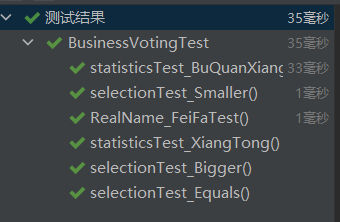 测试结果 35毫秒
BusinessVotingTest 35毫秒
statisticsTest_BuQuanXiang 33毫秒
selectionTest_Smaller() 1毫秒
RealName_FeiFaTest() 1毫秒
statisticsTest_XiangTong()
selectionTest_Bigger()
selectionTest_Equals()